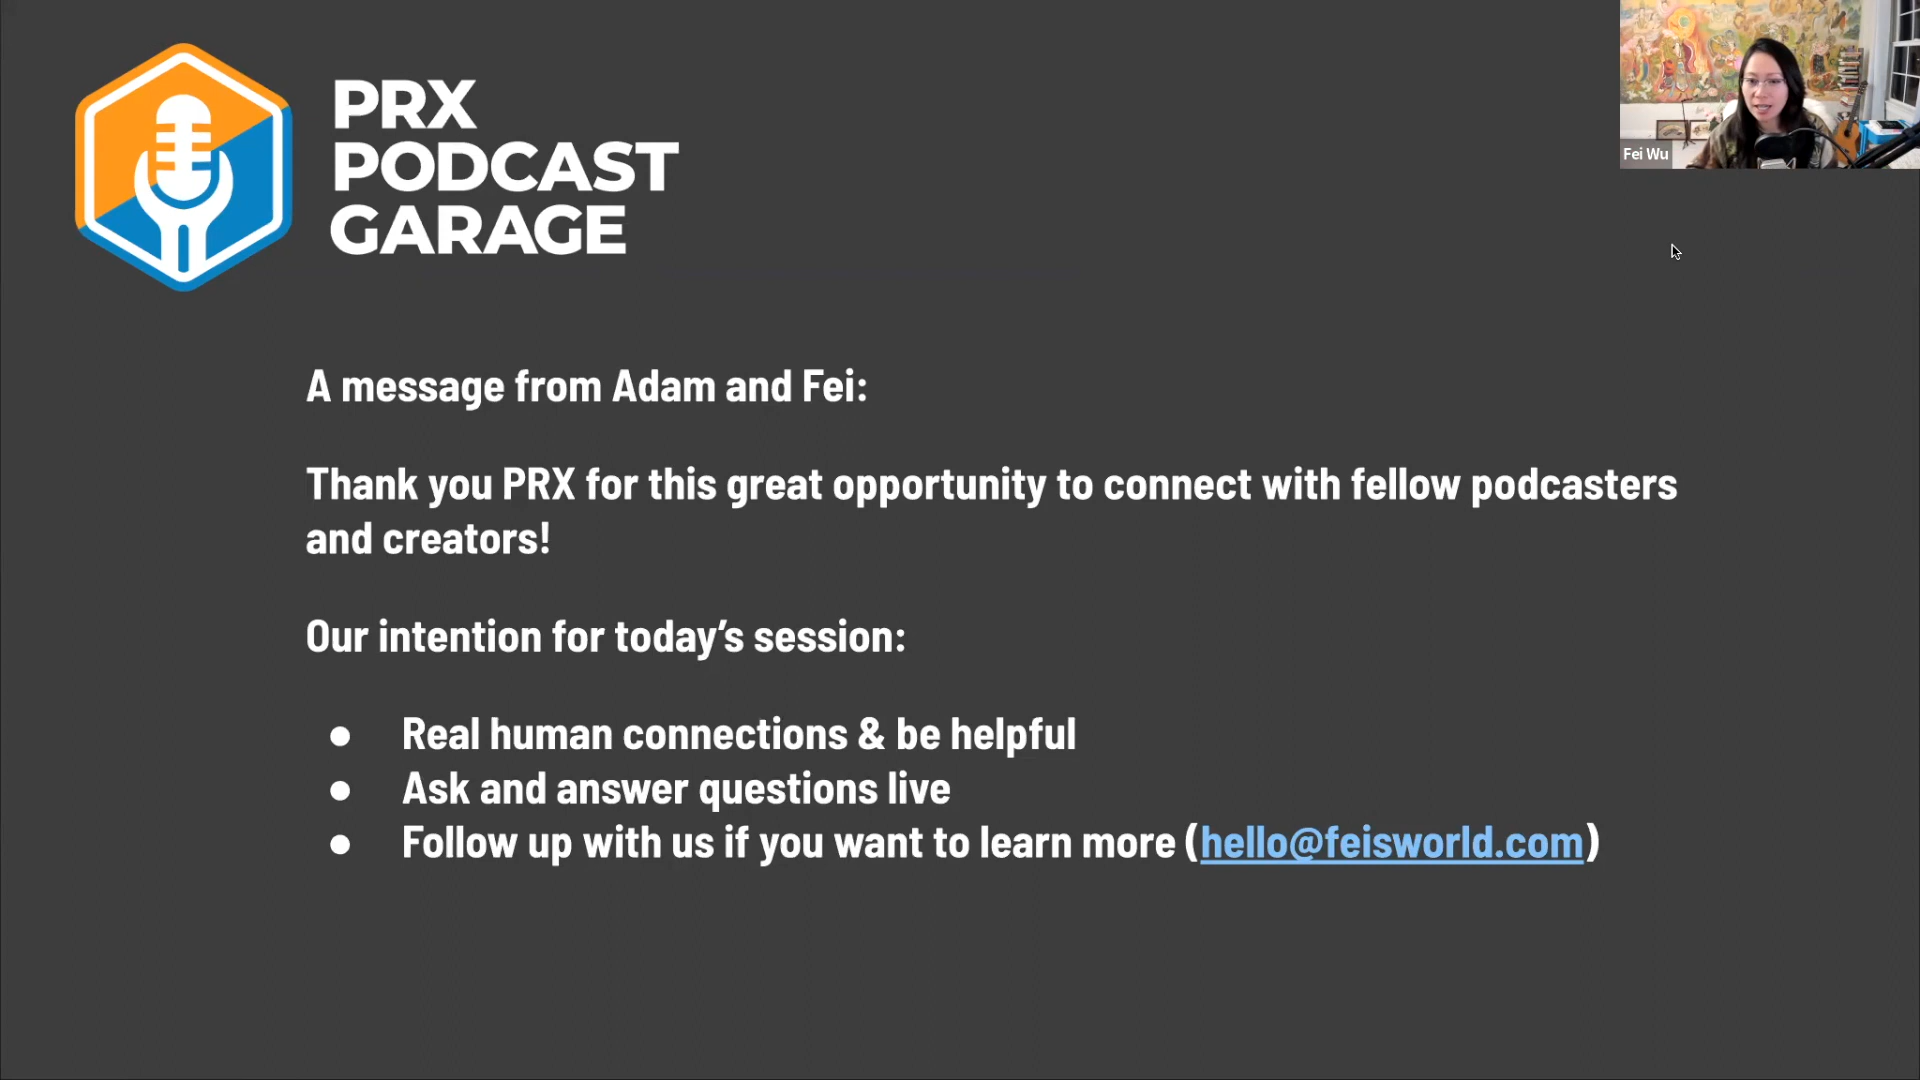 PRX
PODCAST
GARAGE
Fei Wu
A message from Adam and Fei:
Thank you PRX for this great opportunity to connect with fellow podcasters
and creators!
Our intention for today’s session:
● Real human connections & be helpful
● Ask and answer questions live
● Follow up with us if you want to learn more (hello@feisworld.com)